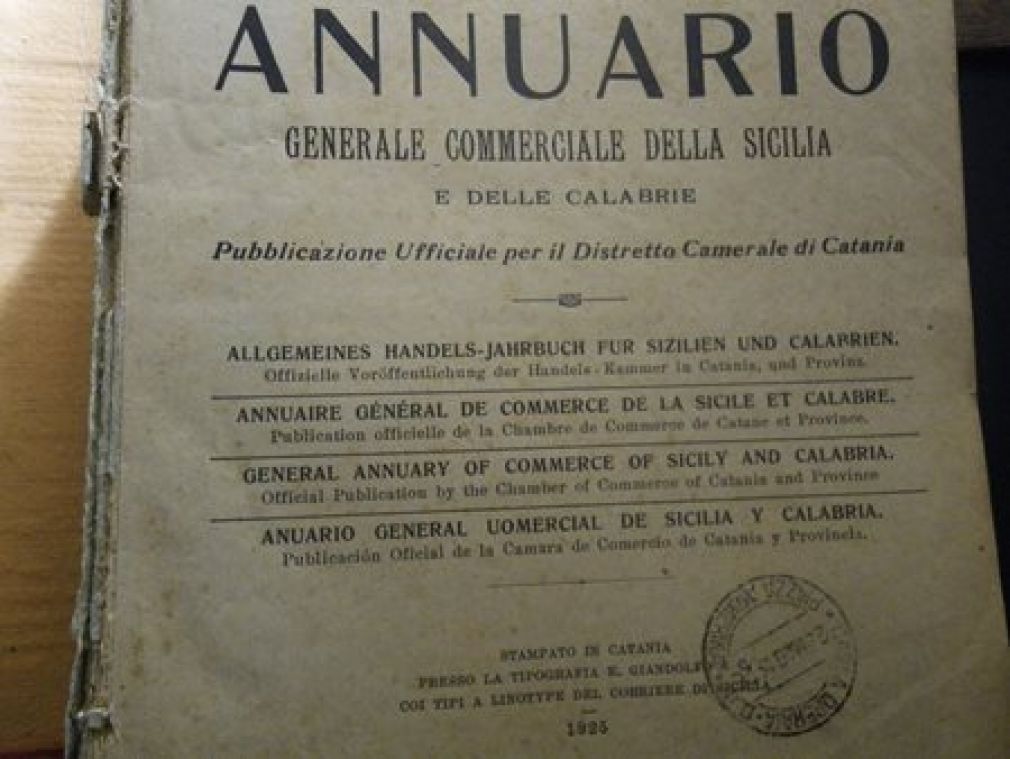 ANNUARIO
GENERALE COMMERCIALE DELLA SICILIA
E DELLE CALABRIE
Pubblicazione Ufficiale per il Distretto Camerale di Catania
ALLGEMEINES HANDELS-JAHRBUCH FUR SIZILIEN UND CALABRIEN.
Offizielle Voröffentlichung der Handels-Kammer in Catania, und Provinz.
ANNUAIRE GÉNÉRAL DE COMMERCE DE LA SICILE ET CALABRE.
Publication officielle de la Chambre de Commerce de Catane et Province.
GENERAL ANNUARY OF COMMERCE OF SICILY AND CALABRIA.
Official Publication by the Chamber of Commerce of Catania and Province
ANUARIO GENERAL UOMERCIAL DE SICILIA Y CALABRIA.
Publicación Oficial de la Camara de Comercio de Catania y Provincia.
STAMPATO IN CATANIA
PRESSO LA TIPOGRAFIA E. GIANDOLF
COI TIPI A LINOTYPE DEL CORRIERE DI SICILIA
1925